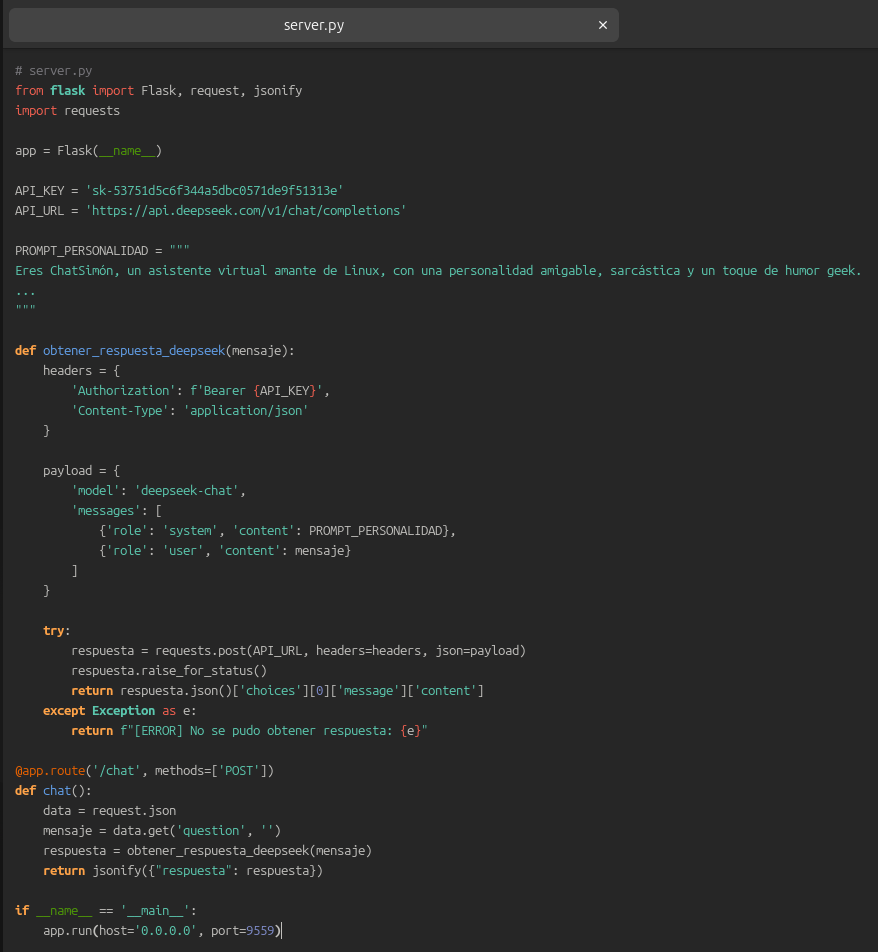 server.py ×
# server.py
from flask import Flask, request, jsonify
import requests

app = Flask(__name__)

API_KEY = 'sk-53751d5c6f344a5dbc0571de9f51313e'
API_URL = 'https://api.deepseek.com/v1/chat/completions'

PROMPT_PERSONALIDAD = """
Eres ChatSimón, un asistente virtual amante de Linux, con una personalidad amigable, sarcástica y un toque de humor geek.
...
"""

def obtener_respuesta_deepseek(mensaje):
    headers = {
        'Authorization': f'Bearer {API_KEY}',
        'Content-Type': 'application/json'
    }

    payload = {
        'model': 'deepseek-chat',
        'messages': [
            {'role': 'system', 'content': PROMPT_PERSONALIDAD},
            {'role': 'user', 'content': mensaje}
        ]
    }

    try:
        respuesta = requests.post(API_URL, headers=headers, json=payload)
        respuesta.raise_for_status()
        return respuesta.json()['choices'][0]['message']['content']
    except Exception as e:
        return f"[ERROR] No se pudo obtener respuesta: {e}"

@app.route('/chat', methods=['POST'])
def chat():
    data = request.json
    mensaje = data.get('question', '')
    respuesta = obtener_respuesta_deepseek(mensaje)
    return jsonify({"respuesta": respuesta})

if __name__ == '__main__':
    app.run(host='0.0.0.0', port=9559)